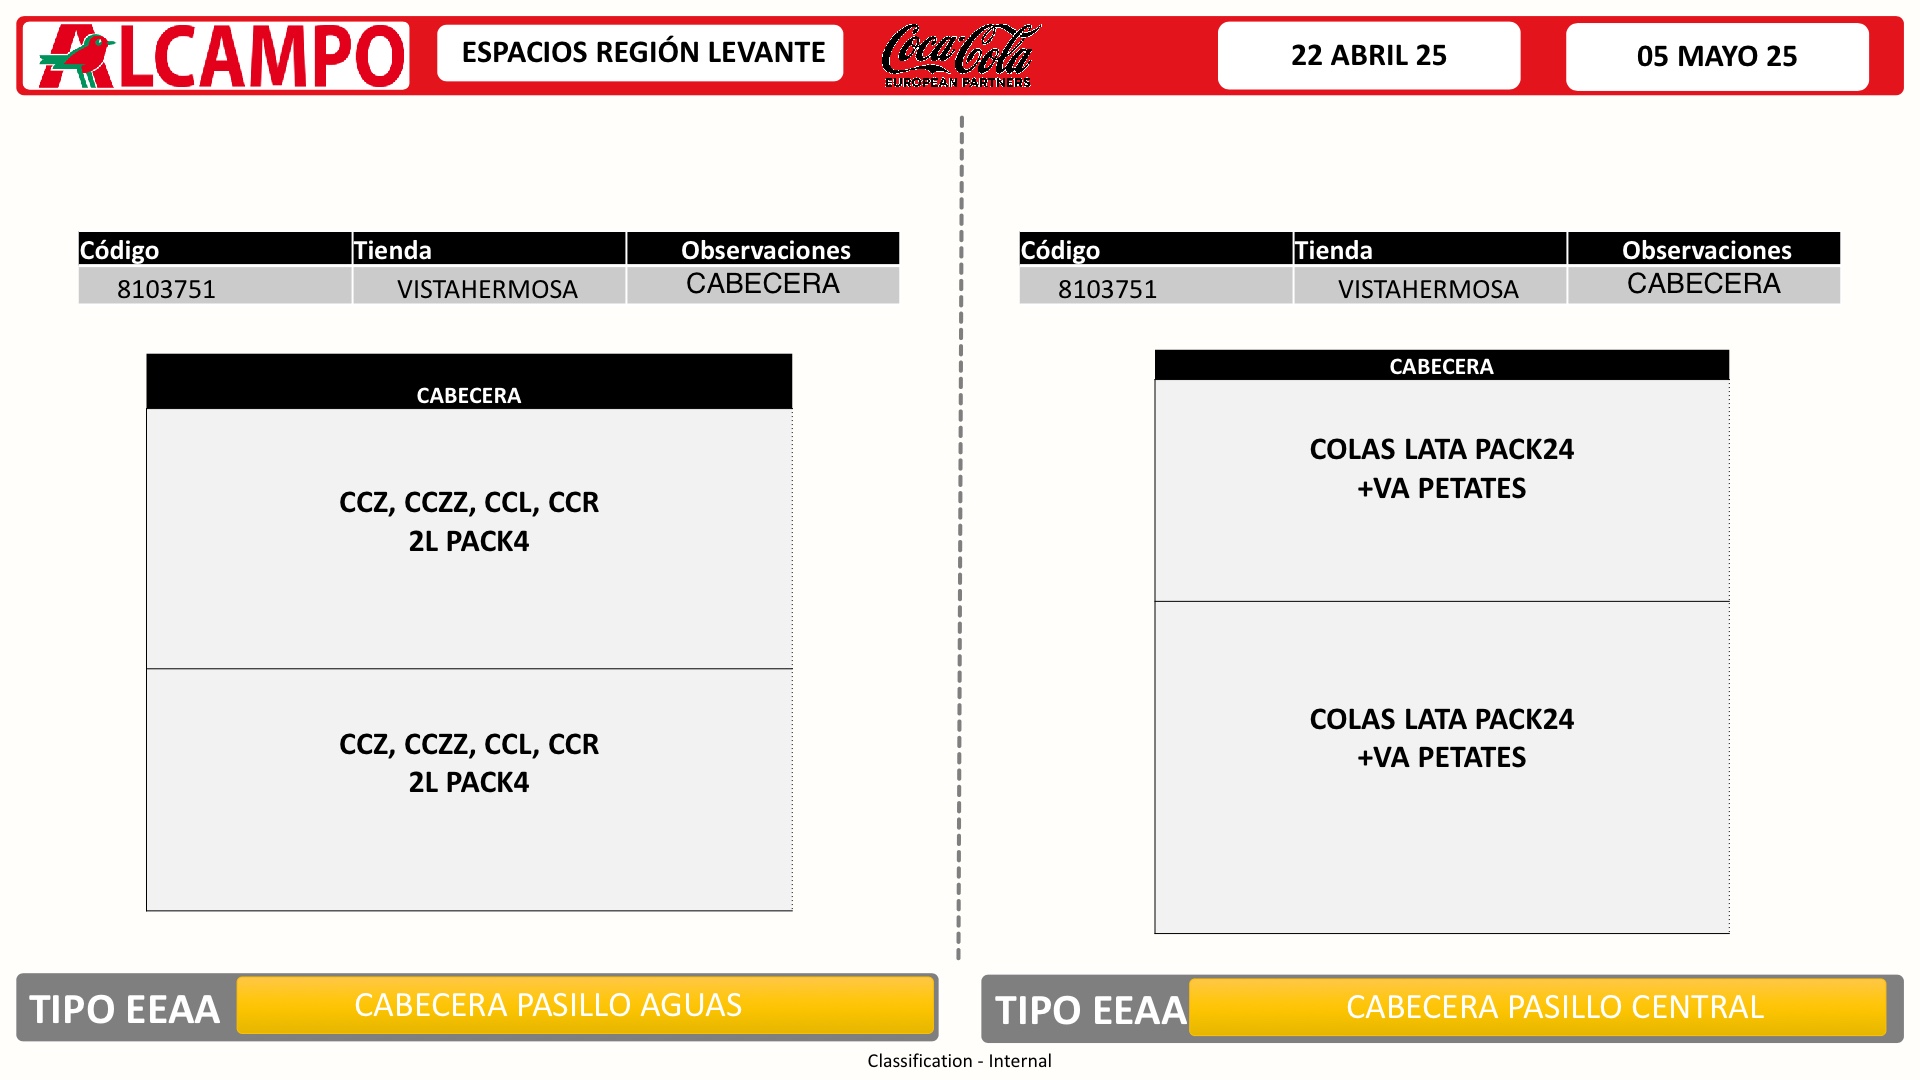 ALCAMPO
ESPACIOS REGIÓN LEVANTE
Coca-Cola
EUROPEAN PARTNERS
22 ABRIL 25
05 MAYO 25
Código Tienda Observaciones
8103751 VISTAHERMOSA CABECERA
CABECERA
CCZ, CCZZ, CCL, CCR
2L PACK4
CCZ, CCZZ, CCL, CCR
2L PACK4
TIPO EEAA CABECERA PASILLO AGUAS
Código Tienda Observaciones
8103751 VISTAHERMOSA CABECERA
CABECERA
COLAS LATA PACK24
+VA PETATES
COLAS LATA PACK24
+VA PETATES
TIPO EEAA CABECERA PASILLO CENTRAL
Classification - Internal